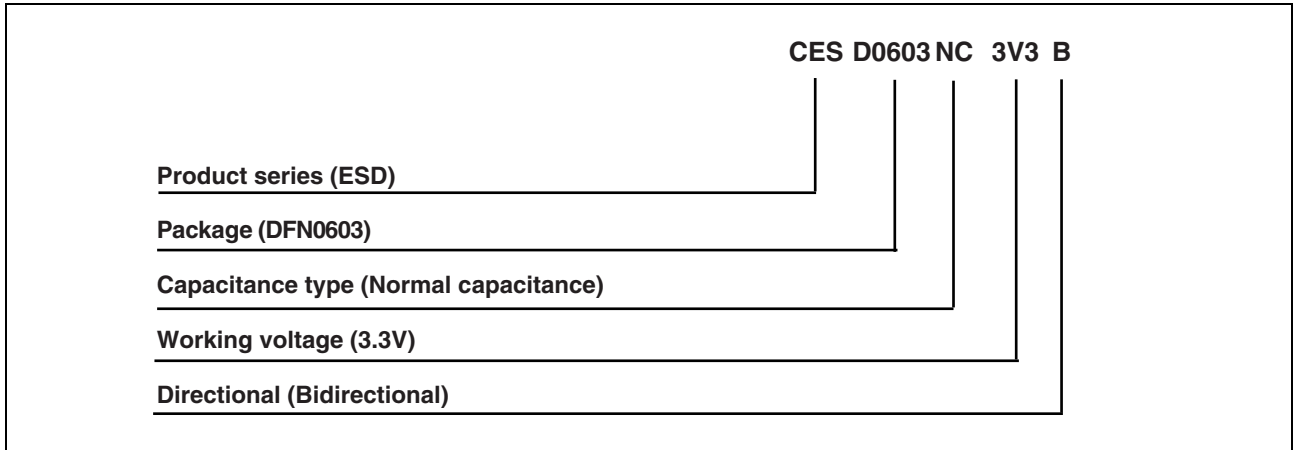 CES D0603 NC 3V3 B
Product series (ESD)
Package (DFN0603)
Capacitance type (Normal capacitance)
Working voltage (3.3V)
Directional (Bidirectional)